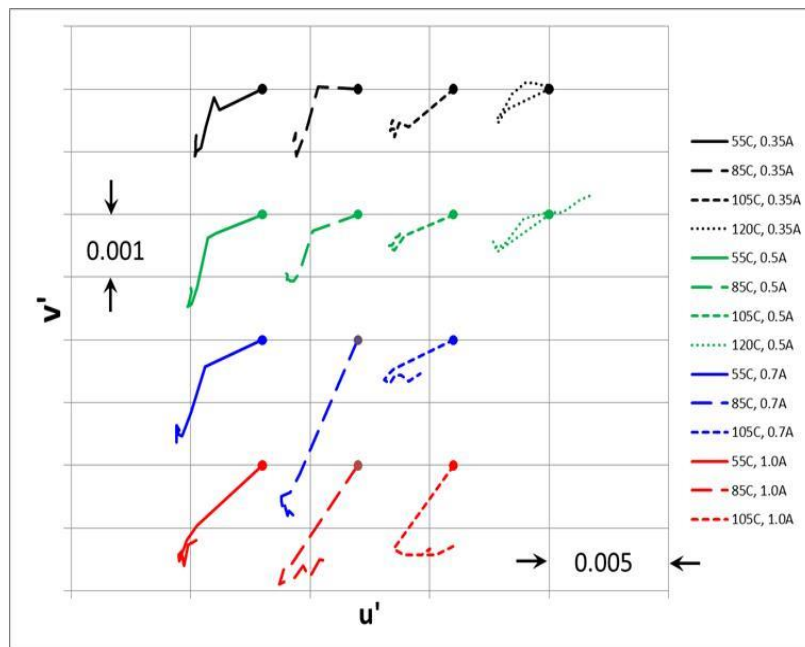 0.001
v'
0.005
u'
55C, 0.35A
85C, 0.35A
105C, 0.35A
120C, 0.35A
55C, 0.5A
85C, 0.5A
105C, 0.5A
120C, 0.5A
55C, 0.7A
85C, 0.7A
105C, 0.7A
55C, 1.0A
85C, 1.0A
105C, 1.0A